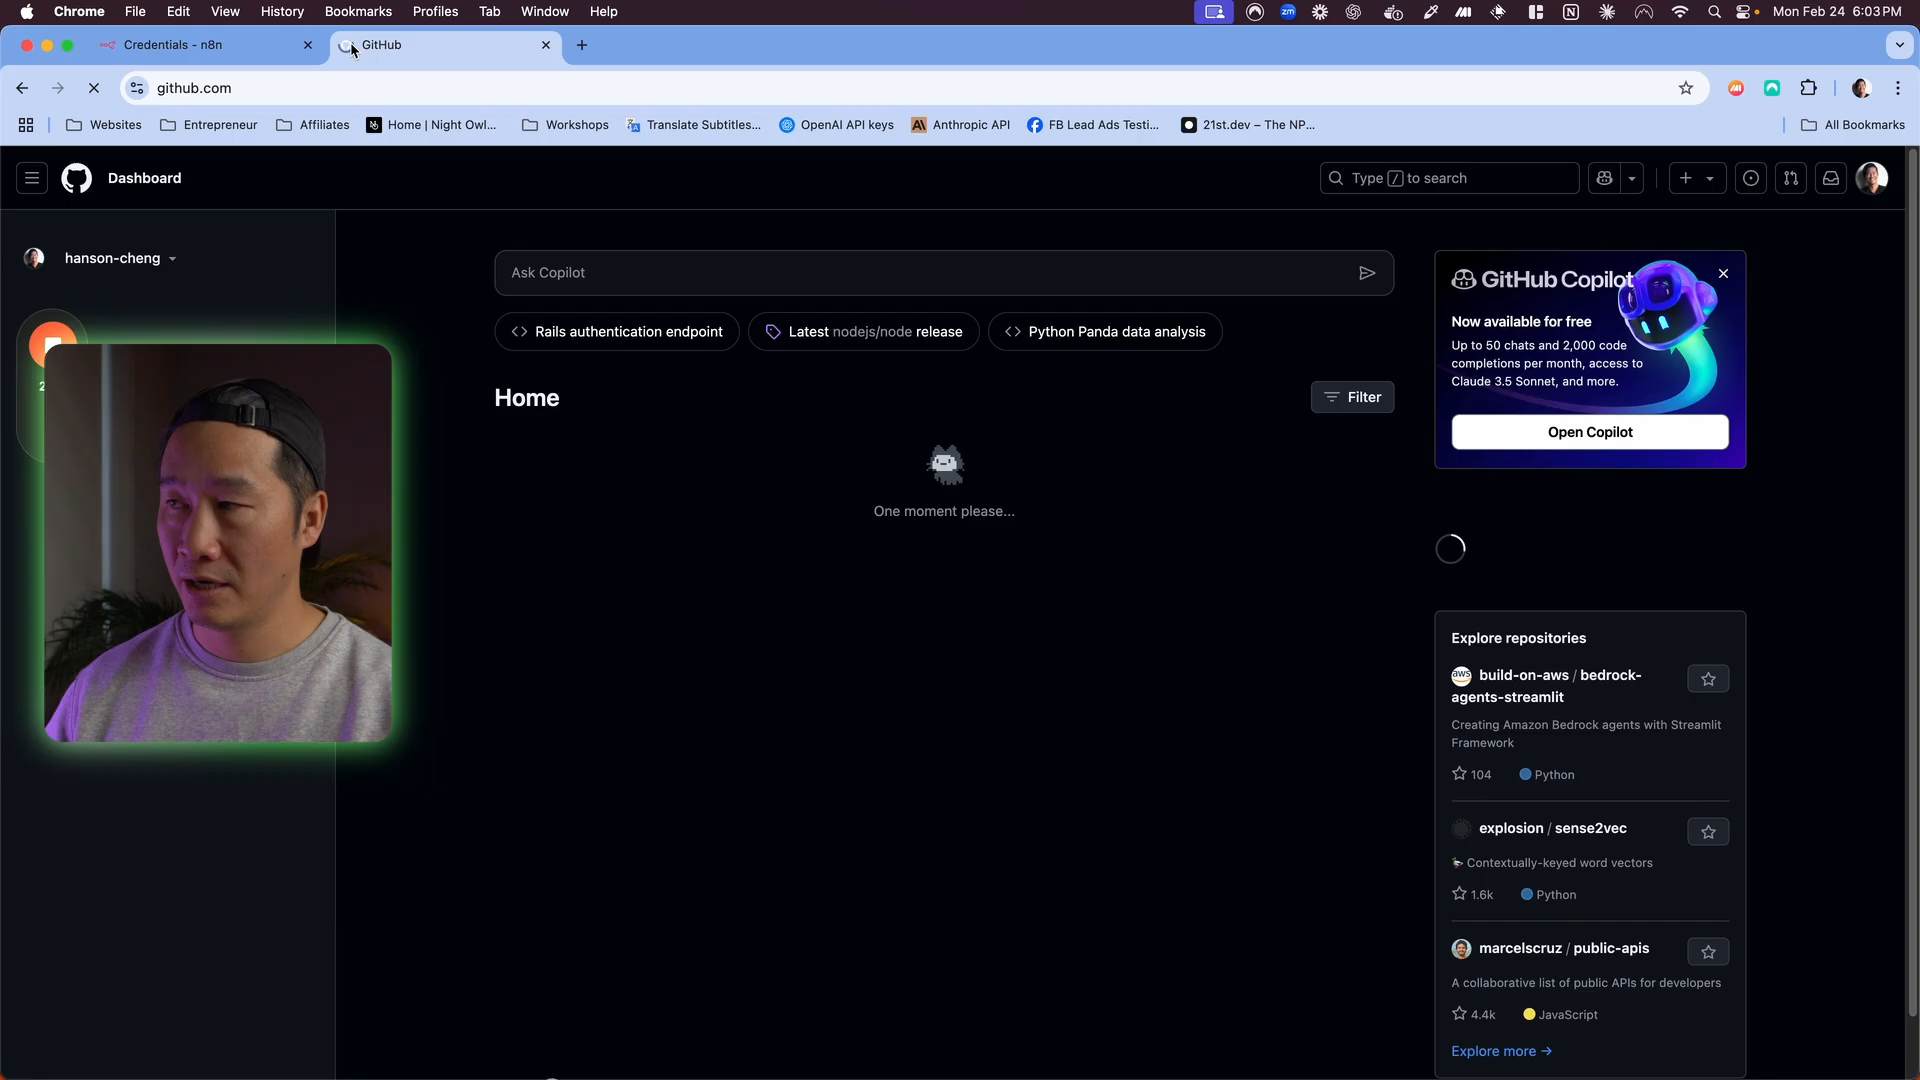 Chrome File Edit View History Bookmarks Profiles Tab Window Help
Mon Feb 24 6:03 PM
Credentials - n8n
GitHub
github.com
Websites
Entrepreneur
Affiliates
Home | Night Owl...
Workshops
Translate Subtitles...
OpenAI API keys
Anthropic API
FB Lead Ads Testi...
21st.dev – The NP...
All Bookmarks
Dashboard
Type / to search
hanson-cheng
Ask Copilot
Rails authentication endpoint
Latest nodejs/node release
Python Panda data analysis
Home
Filter
One moment please...
GitHub Copilot
Now available for free
Up to 50 chats and 2,000 code
completions per month, access to
Claude 3.5 Sonnet, and more.
Open Copilot
Explore repositories
aws
build-on-aws / bedrock-
agents-streamlit
Creating Amazon Bedrock agents with Streamlit
Framework
104
Python
explosion / sense2vec
Contextually-keyed word vectors
1.6k
Python
marcelscruz / public-apis
A collaborative list of public APIs for developers
4.4k
JavaScript
Explore more →